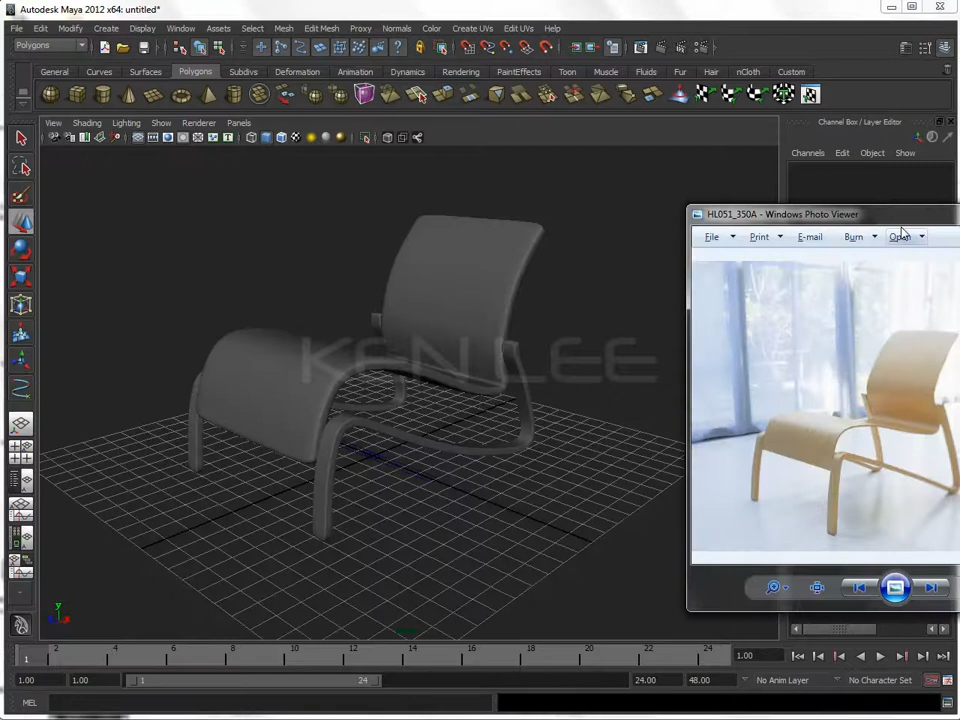 Autodesk Maya 2012 x64: untitled*
File Edit Modify Create Display Window Assets Select Mesh Edit Mesh Proxy Normals Color Create UVs Edit UVs Help
Polygons
General Curves Surfaces Polygons Subdivs Deformation Animation Dynamics Rendering PaintEffects Toon Muscle Fluids Fur Hair nCloth Custom
View Shading Lighting Show Renderer Panels
Channel Box / Layer Editor
Channels Edit Object Show
HL051_350A - Windows Photo Viewer
File Print E-mail Burn Open
KEN LEE
y
x
1 2 4 6 8 10 12 14 16 18 20 22 24
1.00
1.00 1.00 1 24 24.00 48.00 No Anim Layer No Character Set
MEL